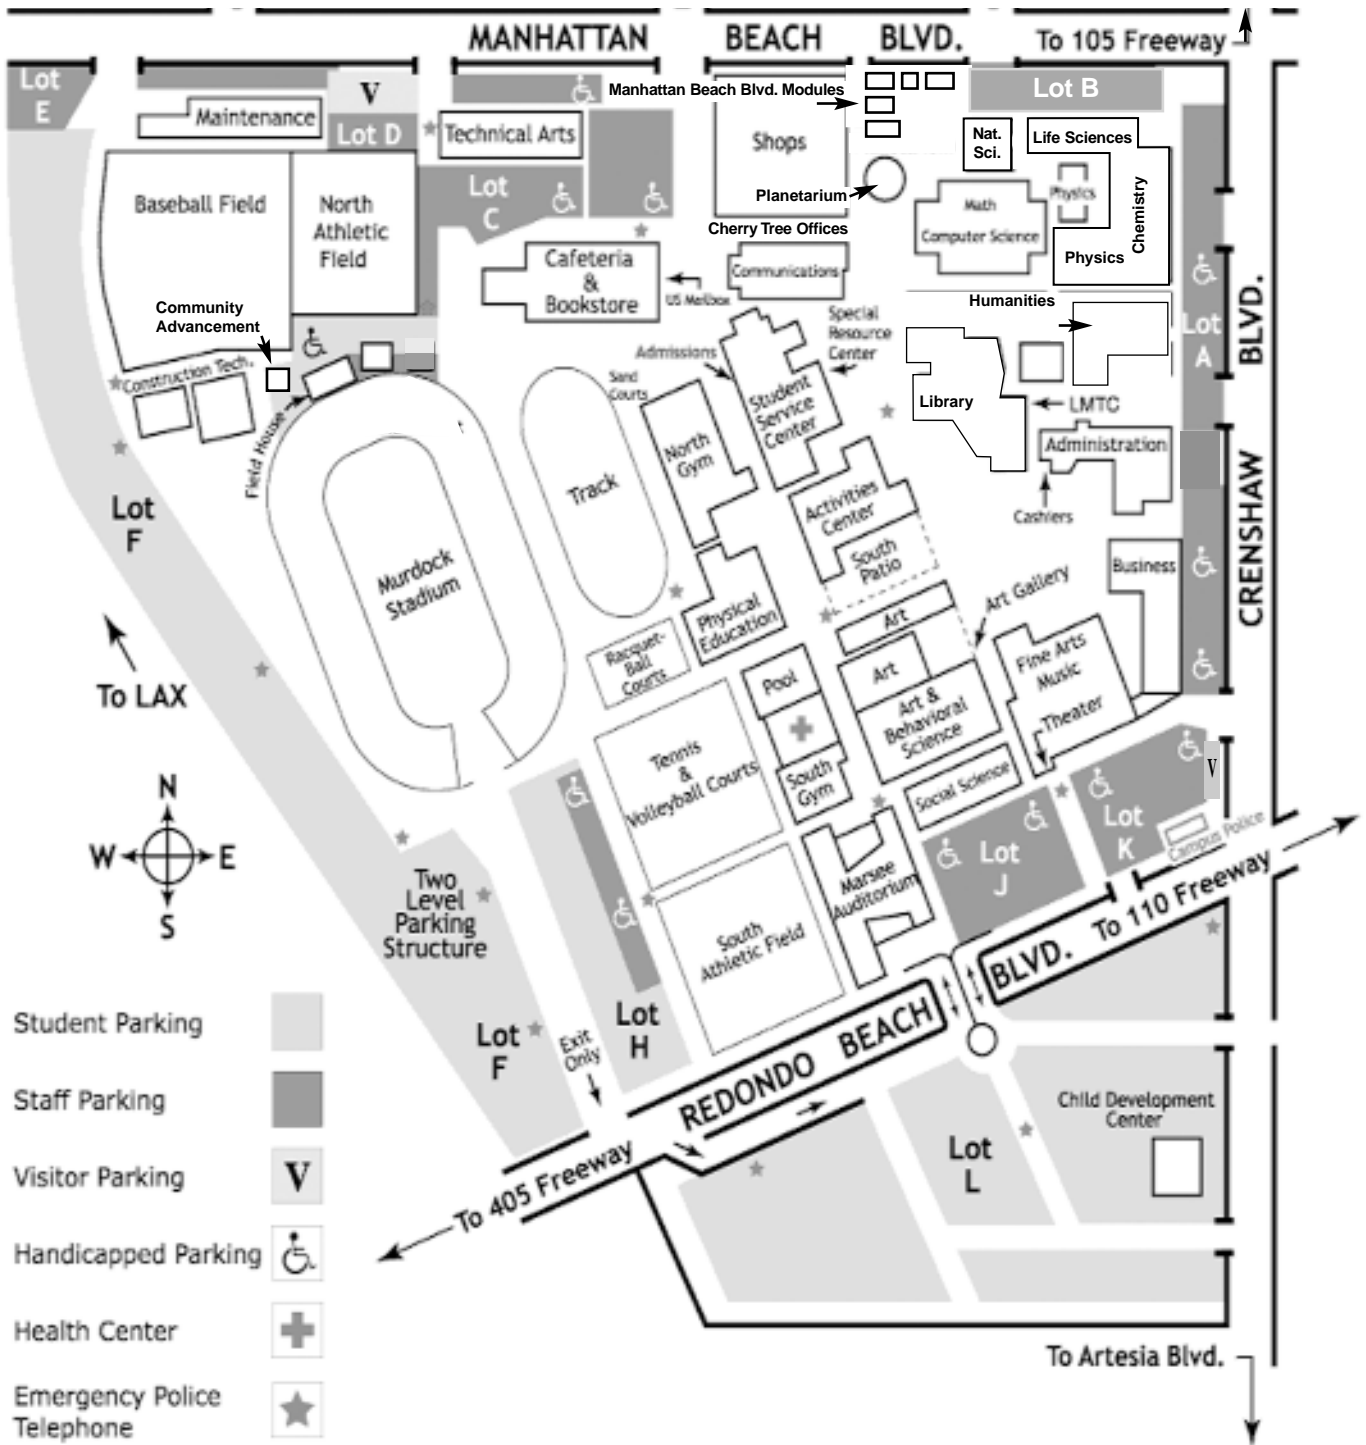 MANHATTAN BEACH BLVD.
To 105 Freeway
Lot
E
V
Maintenance
Lot D
Technical Arts
Manhattan Beach Blvd. Modules
Lot B
Shops
Nat.
Sci.
Life Sciences
Planetarium
Physics
Chemistry
Math
Computer Science
Physics
Baseball Field
North
Athletic
Field
Lot
C
Cherry Tree Offices
Communications
Cafeteria
&
Bookstore
US Mailbox
Humanities
Community
Advancement
Special
Resource
Center
Admissions
Lot
A
BLVD.
CRENSHAW
Construction Tech.
Field House
Sand
Courts
Student
Service
Center
Library
LMTC
Administration
Cashiers
North
Gym
Track
Activities
Center
South
Patio
Business
Lot
F
Murdock
Stadium
Physical
Education
Art
Art Gallery
Fine Arts
Music
Theater
Racquet-
Ball
Courts
Pool
Art
Art &
Behavioral
Science
To LAX
Tennis
&
Volleyball Courts
South
Gym
Social Science
V
Lot
K
Campus Police
Lot
J
N
W E
S
Two
Level
Parking
Structure
Marsee
Auditorium
South
Athletic Field
To 110 Freeway
REDONDO BEACH BLVD.
Lot
H
Lot
F
Exit
Only
To 405 Freeway
Child Development
Center
Lot
L
To Artesia Blvd.
Student Parking
Staff Parking
Visitor Parking V
Handicapped Parking
Health Center
Emergency Police
Telephone